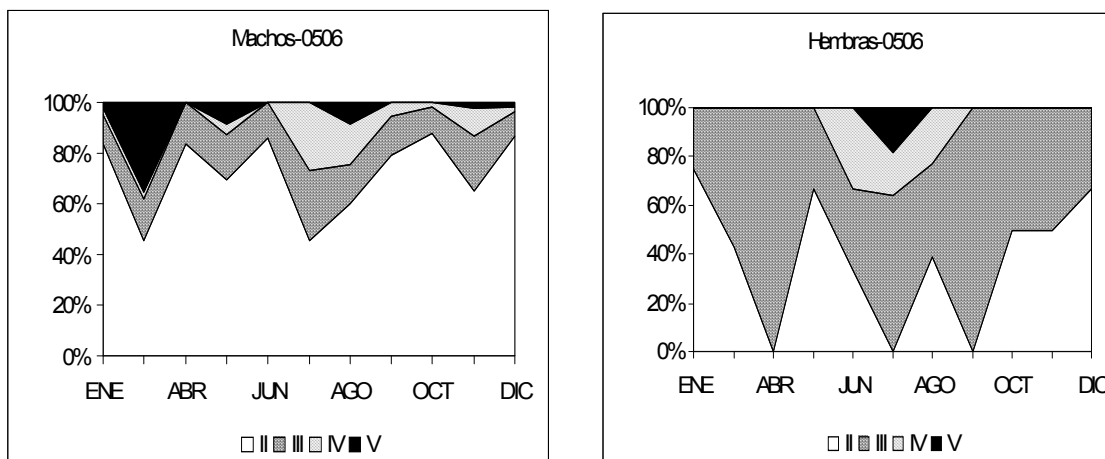 Machos-0506
100%
80%
60%
40%
20%
0%
ENE ABR JUN AGO OCT DIC
II III IV V
Hembras-0506
100%
80%
60%
40%
20%
0%
ENE ABR JUN AGO OCT DIC
II III IV V